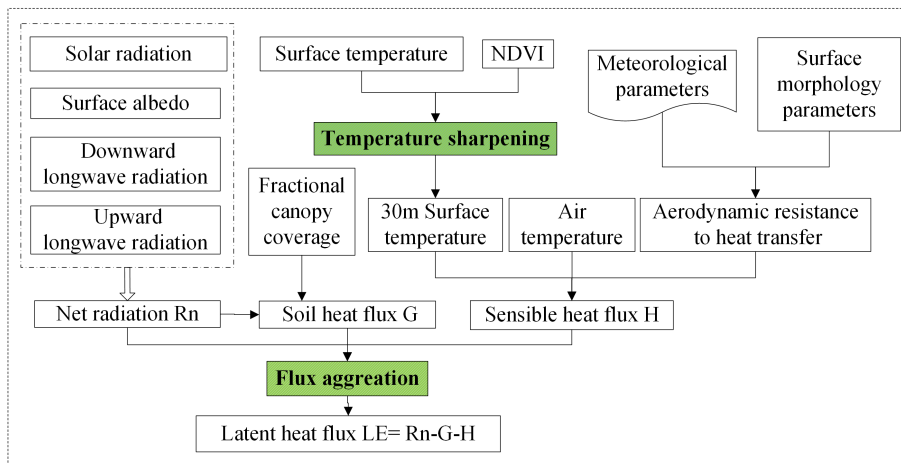 Solar radiation
Surface albedo
Downward
longwave radiation
Upward
longwave radiation
Surface temperature
NDVI
Meteorological
parameters
Surface
morphology
parameters
Temperature sharpening
Fractional
canopy
coverage
30m Surface
temperature
Air
temperature
Aerodynamic resistance
to heat transfer
Net radiation Rn
Soil heat flux G
Sensible heat flux H
Flux aggreation
Latent heat flux LE= Rn-G-H